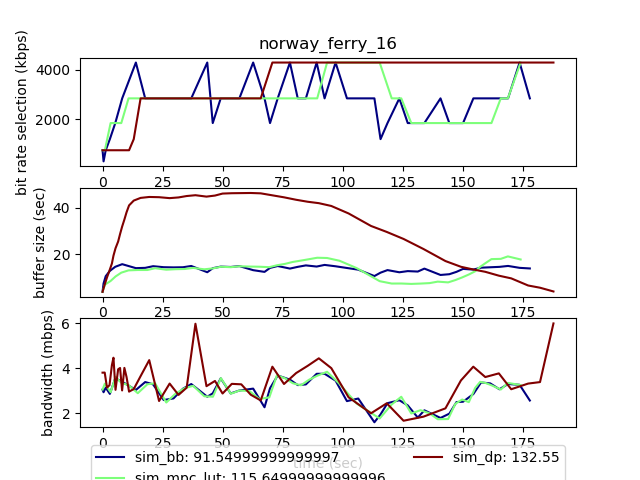 norway_ferry_16
bit rate selection (kbps)
4000
2000
0 25 50 75 100 125 150 175
buffer size (sec)
40
20
0 25 50 75 100 125 150 175
bandwidth (mbps)
6
4
2
0 25 50 75 100 125 150 175
time (sec)
sim_bb: 91.54999999999997
sim_dp: 132.55
sim_mpc_lut: 115.64999999999996